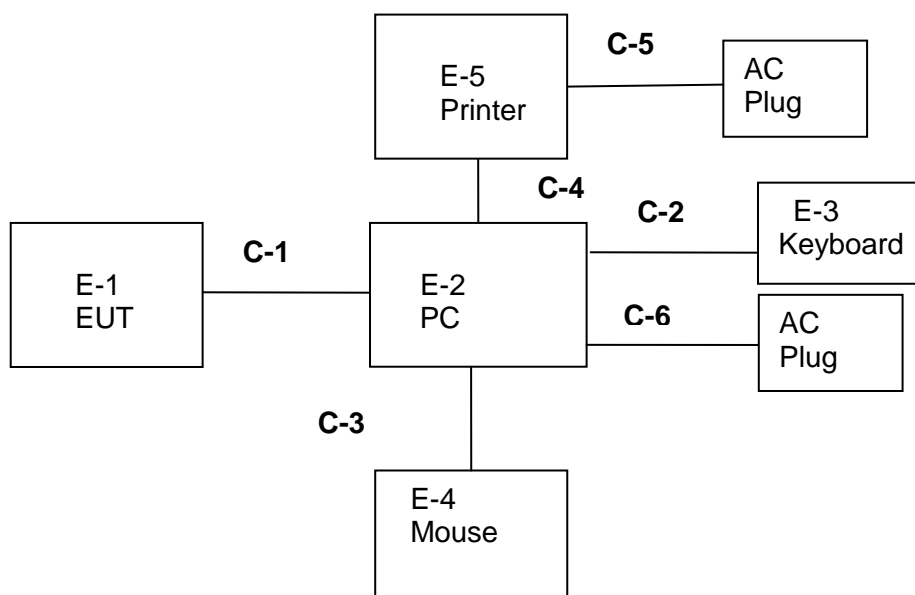 C-5
E-5
Printer
AC
Plug
C-4
C-2
E-3
Keyboard
C-1
E-1
EUT
E-2
PC
C-6
AC
Plug
C-3
E-4
Mouse